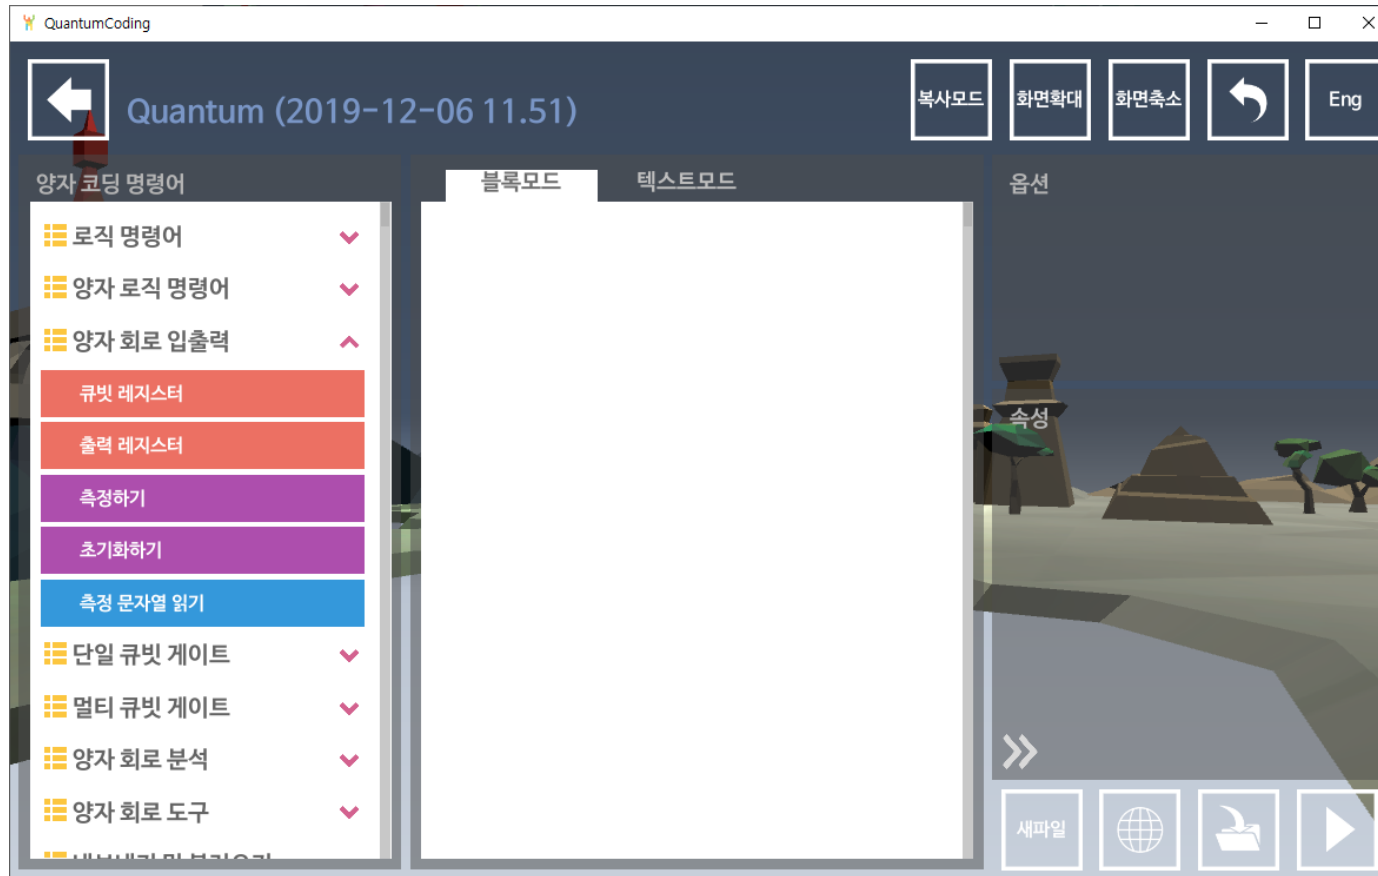 QuantumCoding
Quantum (2019-12-06 11.51)
복사모드
화면확대
화면축소
Eng
양자 코딩 명령어
블록모드
텍스트모드
옵션
로직 명령어
양자 로직 명령어
양자 회로 입출력
큐빗 레지스터
출력 레지스터
측정하기
초기화하기
측정 문자열 읽기
단일 큐빗 게이트
멀티 큐빗 게이트
양자 회로 분석
양자 회로 도구
속성
새파일